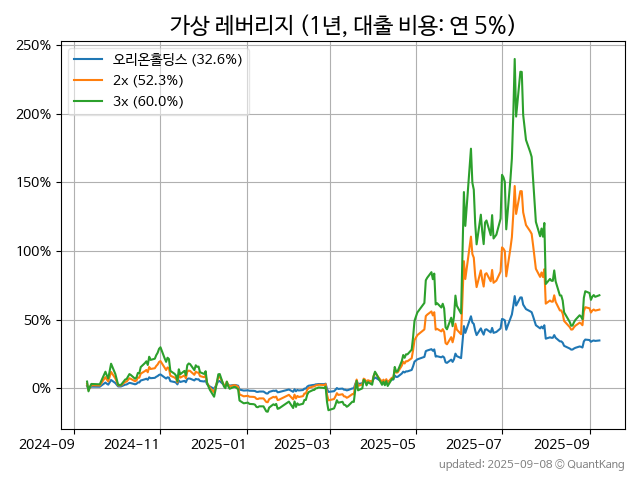 가상 레버리지 (1년, 대출 비용: 연 5%)
250%
200%
150%
100%
50%
0%
오리온홀딩스 (32.6%)
2x (52.3%)
3x (60.0%)
2024-09
2024-11
2025-01
2025-03
2025-05
2025-07
2025-09
updated: 2025-09-08 © QuantKang